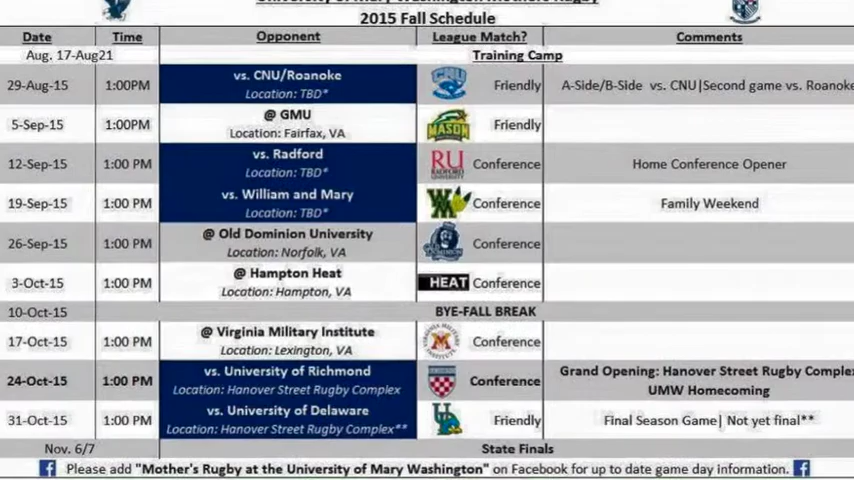 University of Mary Washington Mothers Rugby
2015 Fall Schedule
Date Time Opponent League Match? Comments
Aug. 17-Aug21 Training Camp
29-Aug-15 1:00PM vs. CNU/Roanoke Location: TBD* CNU Friendly A-Side/B-Side vs. CNU|Second game vs. Roanoke
5-Sep-15 1:00PM @ GMU Location: Fairfax, VA MASON Friendly
12-Sep-15 1:00 PM vs. Radford Location: TBD* RU RADFORD UNIVERSITY Conference Home Conference Opener
19-Sep-15 1:00 PM vs. William and Mary Location: TBD* Conference Family Weekend
26-Sep-15 1:00 PM @ Old Dominion University Location: Norfolk, VA Conference
3-Oct-15 1:00 PM @ Hampton Heat Location: Hampton, VA HEAT Conference
10-Oct-15 BYE-FALL BREAK
17-Oct-15 1:00 PM @ Virginia Military Institute Location: Lexington, VA Conference
24-Oct-15 1:00 PM vs. University of Richmond Location: Hanover Street Rugby Complex Conference Grand Opening: Hanover Street Rugby Complex UMW Homecoming
31-Oct-15 1:00 PM vs. University of Delaware Location: Hanover Street Rugby Complex** Friendly Final Season Game| Not yet final**
Nov. 6/7 State Finals
Please add "Mother's Rugby at the University of Mary Washington" on Facebook for up to date game day information.